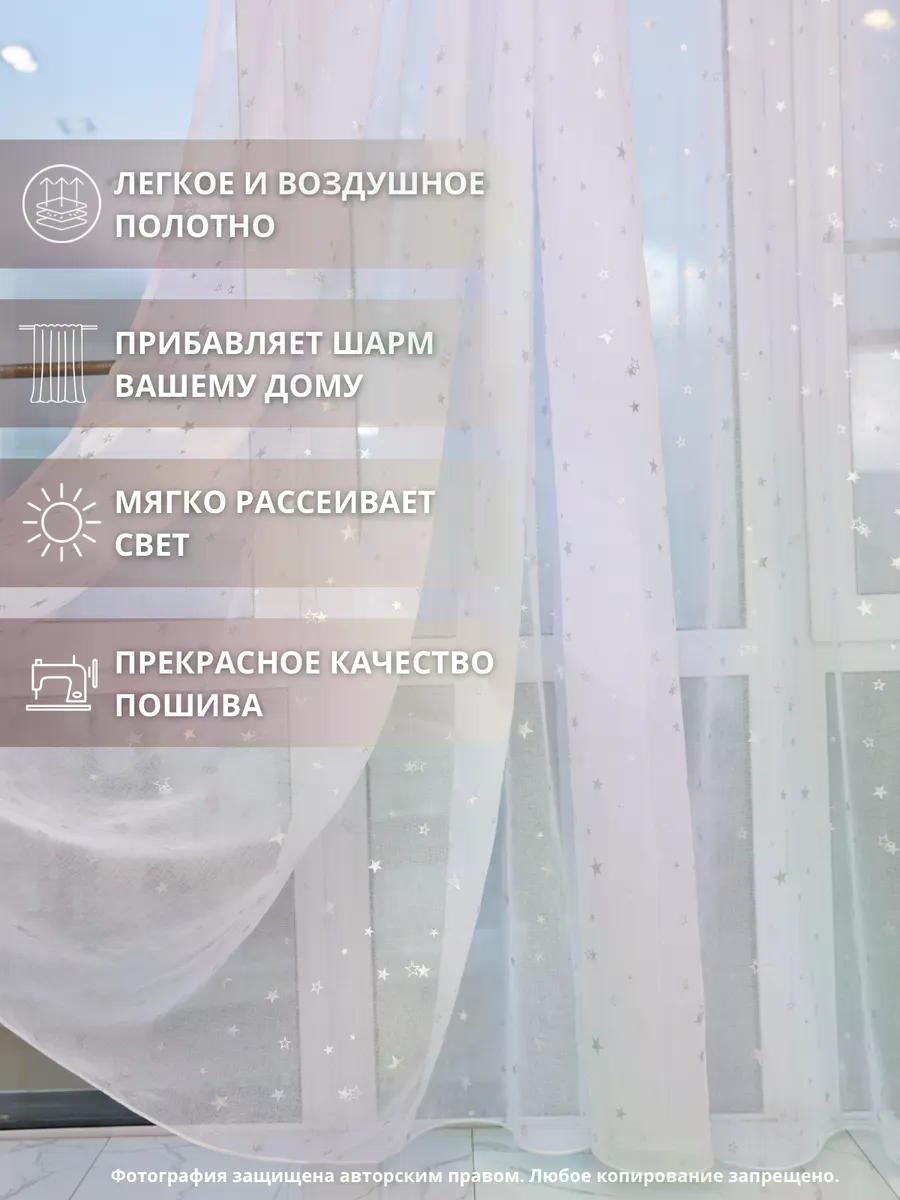 ЛЕГКОЕ И ВОЗДУШНОЕ
ПОЛОТНО
ПРИБАВЛЯЕТ ШАРМ
ВАШЕМУ ДОМУ
МЯГКО РАССЕИВАЕТ
СВЕТ
ПРЕКРАСНОЕ КАЧЕСТВО
ПОШИВА
Фотография защищена авторским правом. Любое копирование запрещено.